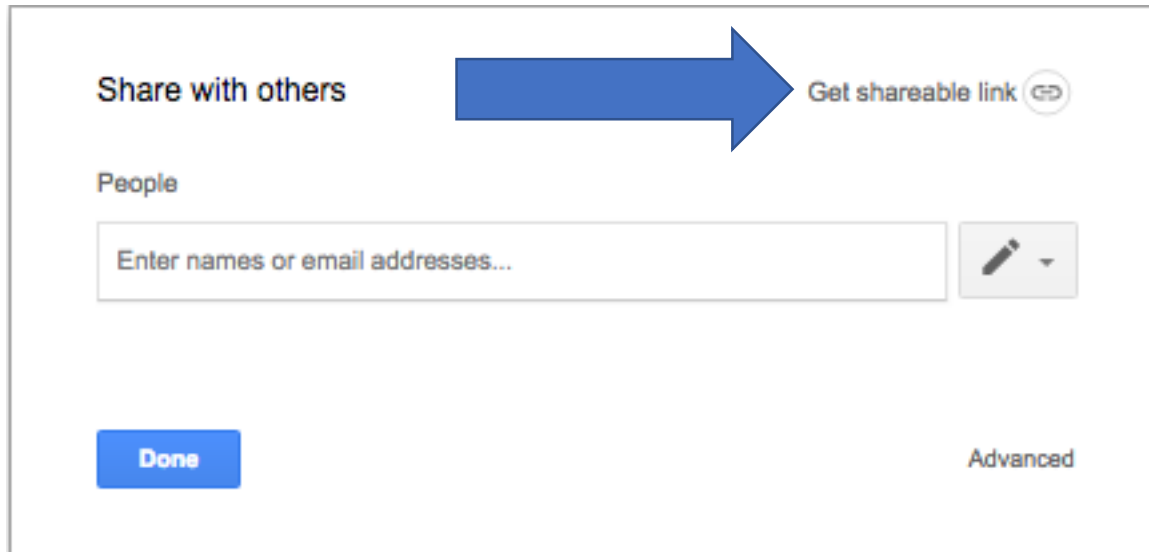 Share with others
Get shareable link
People
Enter names or email addresses...
Done
Advanced